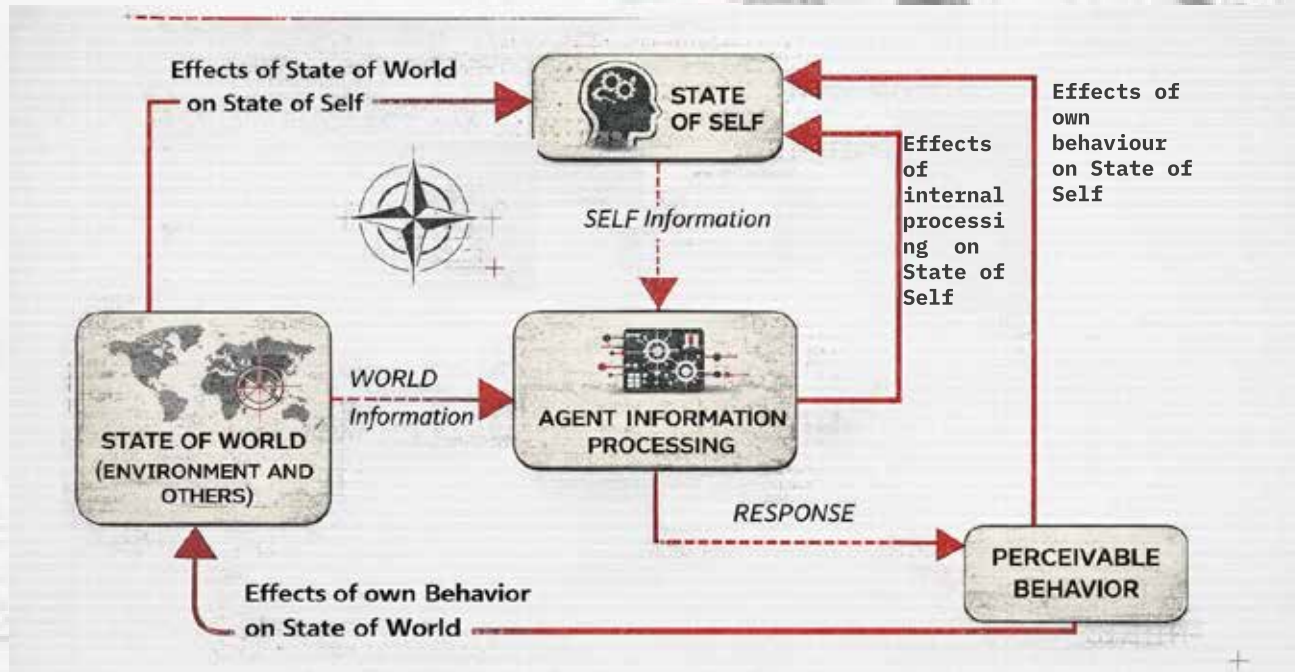 Effects of State of World
on State of Self
STATE
OF SELF
Effects of
own
behaviour
on State of
Self
Effects
of
internal
processi
ng on
State of
Self
SELF Information
WORLD
Information
AGENT INFORMATION
PROCESSING
STATE OF WORLD
(ENVIRONMENT AND
OTHERS)
RESPONSE
PERCEIVABLE
BEHAVIOR
Effects of own Behavior
on State of World